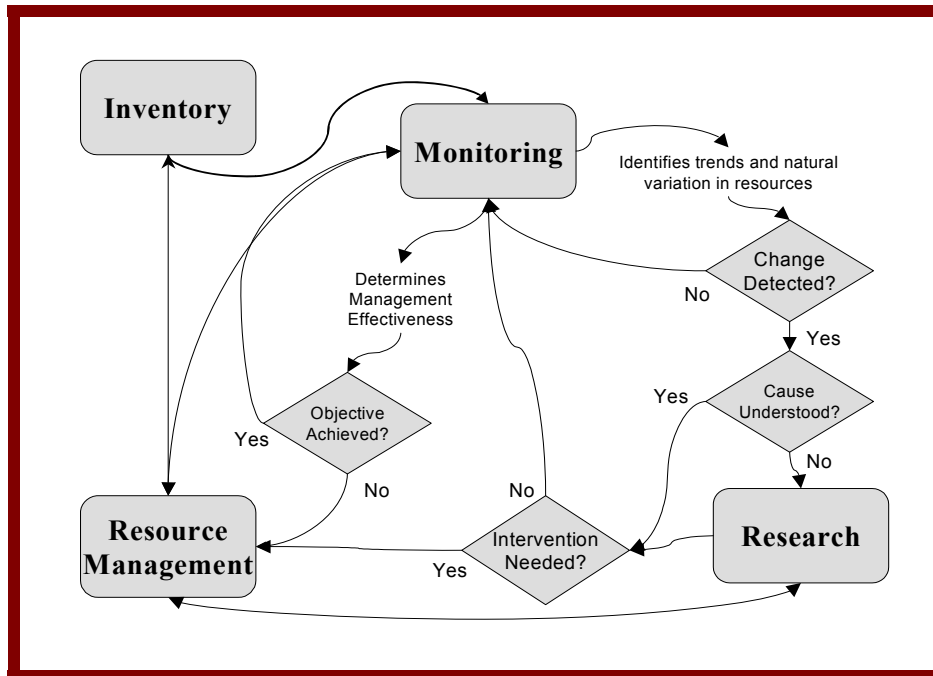 Inventory
Monitoring
Identifies trends and natural
variation in resources
Change
Detected?
No
Yes
Determines
Management
Effectiveness
Objective
Achieved?
Yes
No
Cause
Understood?
Yes
No
Resource
Management
Intervention
Needed?
No
Yes
Research